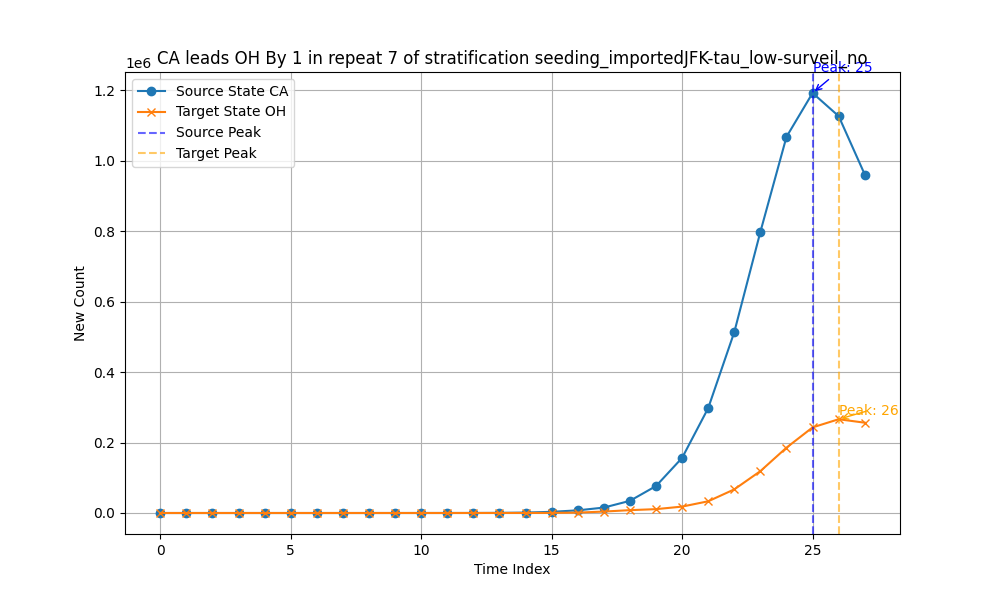 CA leads OH By 1 in repeat 7 of stratification seeding_importedJFK-tau_low-surveil_no
1e6
Peak: 25
Source State CA
Target State OH
Source Peak
Target Peak
1.2
1.0
0.8
0.6
0.4
0.2
0.0
New Count
Peak: 26
0 5 10 15 20 25
Time Index